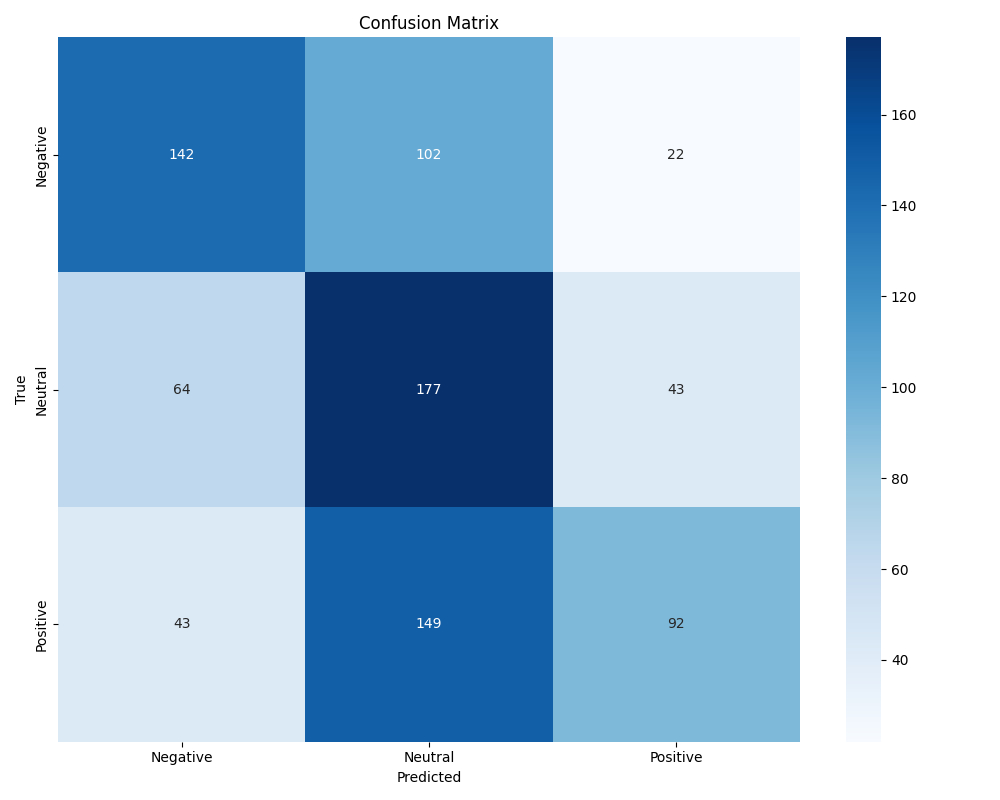 Confusion Matrix
Negative
142 102 22
160
140
120
True
Neutral
64 177 43
100
80
60
Positive
43 149 92
40
Negative Neutral Positive
Predicted